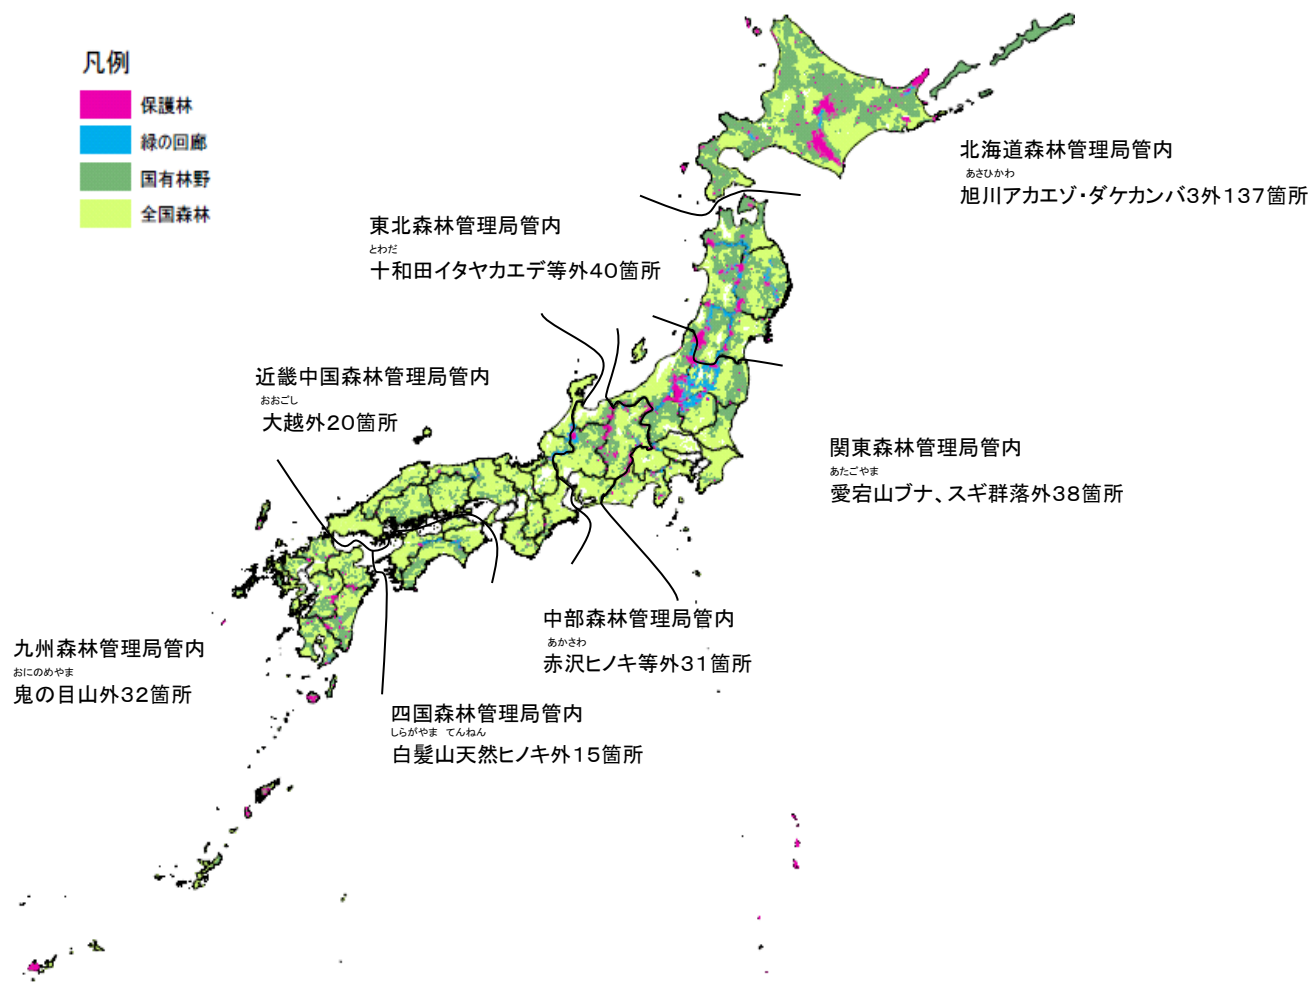 凡例
保護林
緑の回廊
国有林野
全国森林
北海道森林管理局管内
あさひかわ
旭川アカエゾ・ダケカンバ3外137箇所
東北森林管理局管内
とわだ
十和田イタヤカエデ等外40箇所
近畿中国森林管理局管内
おおごし
大越外20箇所
関東森林管理局管内
あたごやま
愛宕山ブナ、スギ群落外38箇所
中部森林管理局管内
あかさわ
赤沢ヒノキ等外31箇所
九州森林管理局管内
おにのめやま
鬼の目山外32箇所
四国森林管理局管内
しらがやま てんねん
白髪山天然ヒノキ外15箇所